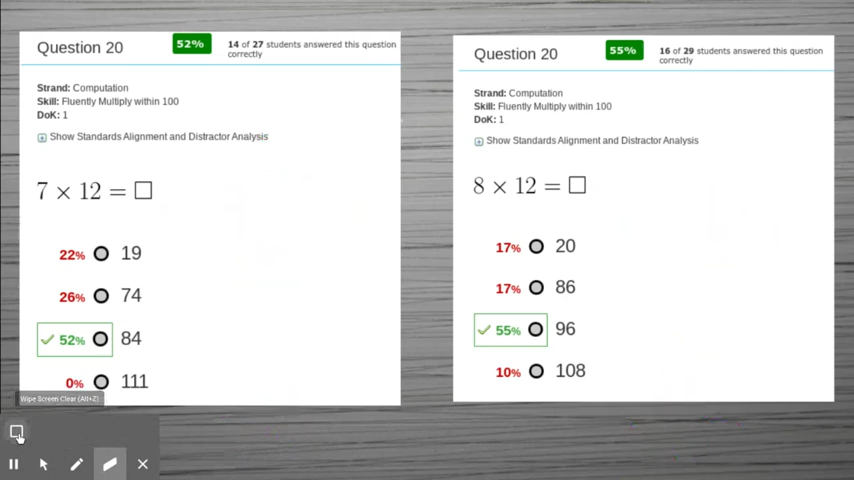 Question 20
52%
14 of 27 students answered this question
correctly
Strand: Computation
Skill: Fluently Multiply within 100
DoK: 1
Show Standards Alignment and Distractor Analysis
7 × 12 = □
22% 19
26% 74
52% 84
0% 111
Question 20
55%
16 of 29 students answered this question
correctly
Strand: Computation
Skill: Fluently Multiply within 100
DoK: 1
Show Standards Alignment and Distractor Analysis
8 × 12 = □
17% 20
17% 86
55% 96
10% 108
Wipe Screen Clear (Alt+Z)